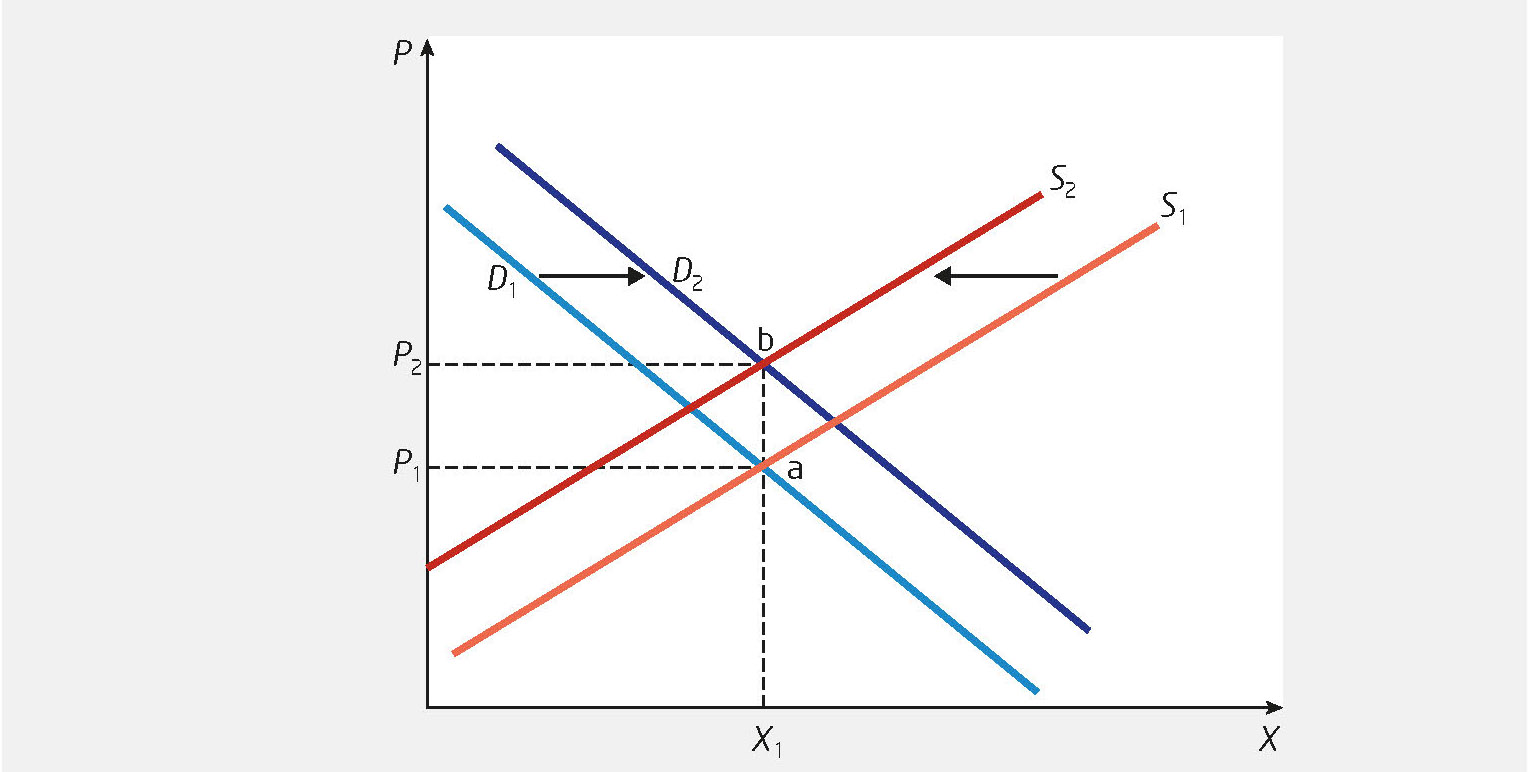 P
S₂
S₁
D₁
D₂
b
P₂
P₁
a
X₁
X